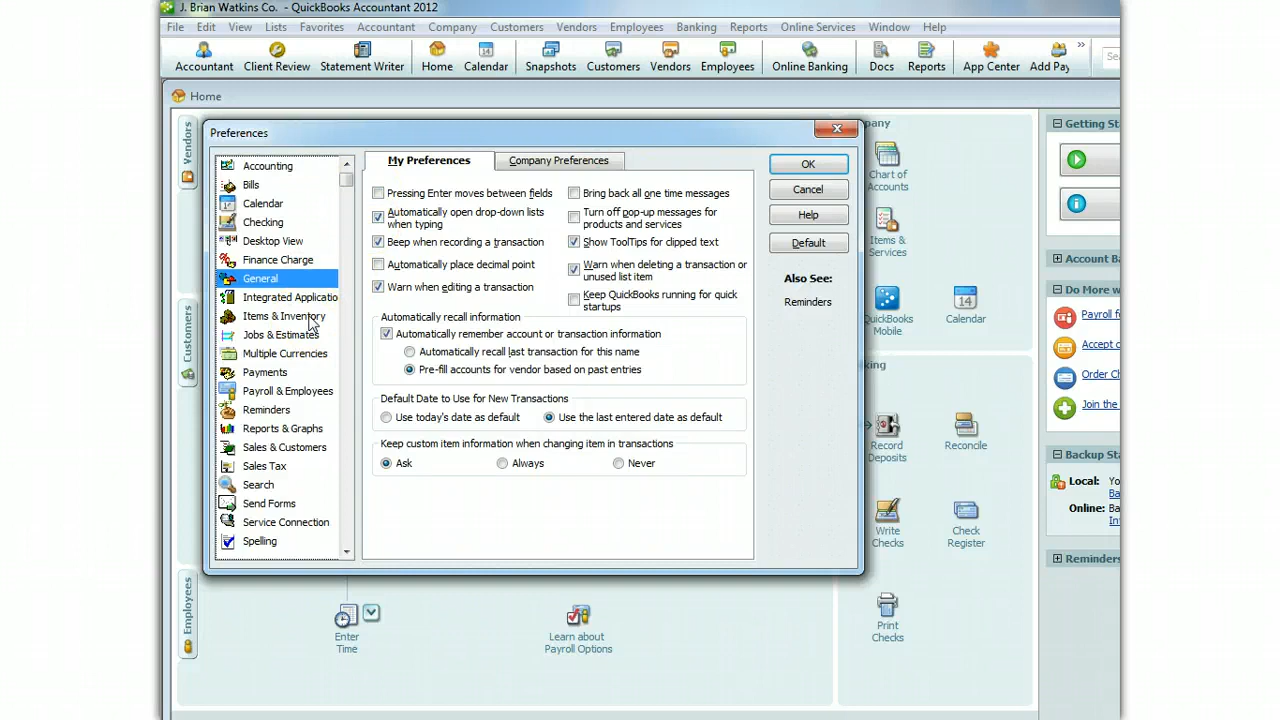 J. Brian Watkins Co. - QuickBooks Accountant 2012
File Edit View Lists Favorites Accountant Company Customers Vendors Employees Banking Reports Online Services Window Help
Accountant Client Review Statement Writer Home Calendar Snapshots Customers Vendors Employees Online Banking Docs Reports App Center Add Pay
Home
Vendors
Customers
Employees
Preferences
Accounting
Bills
Calendar
Checking
Desktop View
Finance Charge
General
Integrated Applicatio
Items & Inventory
Jobs & Estimates
Multiple Currencies
Payments
Payroll & Employees
Reminders
Reports & Graphs
Sales & Customers
Sales Tax
Search
Send Forms
Service Connection
Spelling
My Preferences Company Preferences
Pressing Enter moves between fields
Automatically open drop-down lists
when typing
Beep when recording a transaction
Automatically place decimal point
Warn when editing a transaction
Bring back all one time messages
Turn off pop-up messages for
products and services
Show ToolTips for clipped text
Warn when deleting a transaction or
unused list item
Keep QuickBooks running for quick
startups
Automatically recall information
Automatically remember account or transaction information
Automatically recall last transaction for this name
Pre-fill accounts for vendor based on past entries
Default Date to Use for New Transactions
Use today's date as default Use the last entered date as default
Keep custom item information when changing item in transactions
Ask Always Never
OK
Cancel
Help
Default
Also See:
Reminders
pany
Chart of
Accounts
Items &
Services
QuickBooks
Mobile
14
Calendar
king
Record
Deposits
Reconcile
Write
Checks
Check
Register
Print
Checks
Enter
Time
Learn about
Payroll Options
Getting St
Account B
Do More w
Payroll f
Accept c
Order Ch
Join the
Backup St
Local: Yo
Ba
Online: Ba
Int
Reminders